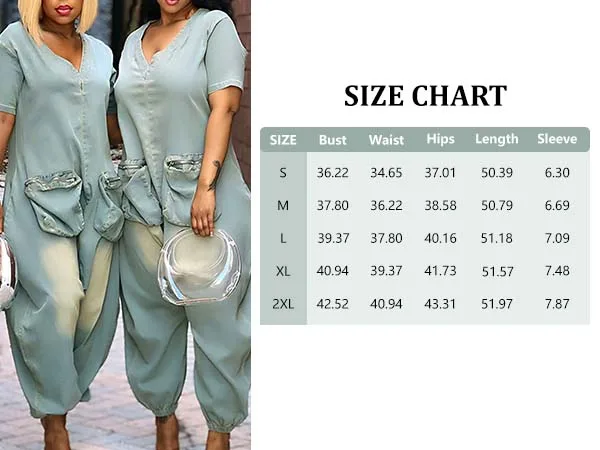 SIZE CHART
SIZE Bust Waist Hips Length Sleeve
S 36.22 34.65 37.01 50.39 6.30
M 37.80 36.22 38.58 50.79 6.69
L 39.37 37.80 40.16 51.18 7.09
XL 40.94 39.37 41.73 51.57 7.48
2XL 42.52 40.94 43.31 51.97 7.87